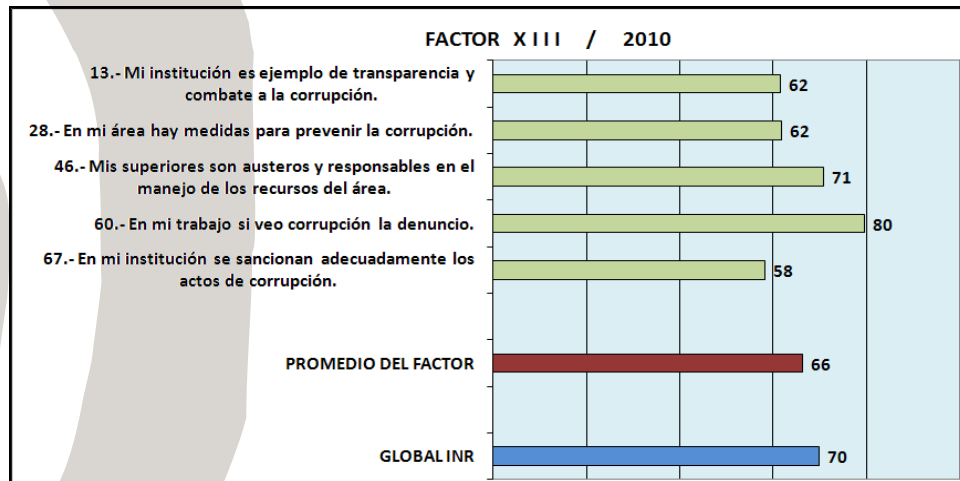 FACTOR X I I I / 2010
13.- Mi institución es ejemplo de transparencia y
combate a la corrupción.
62
28.- En mi área hay medidas para prevenir la corrupción.
62
46.- Mis superiores son austeros y responsables en el
manejo de los recursos del área.
71
60.- En mi trabajo si veo corrupción la denuncio.
80
67.- En mi institución se sancionan adecuadamente los
actos de corrupción.
58
PROMEDIO DEL FACTOR
66
GLOBAL INR
70